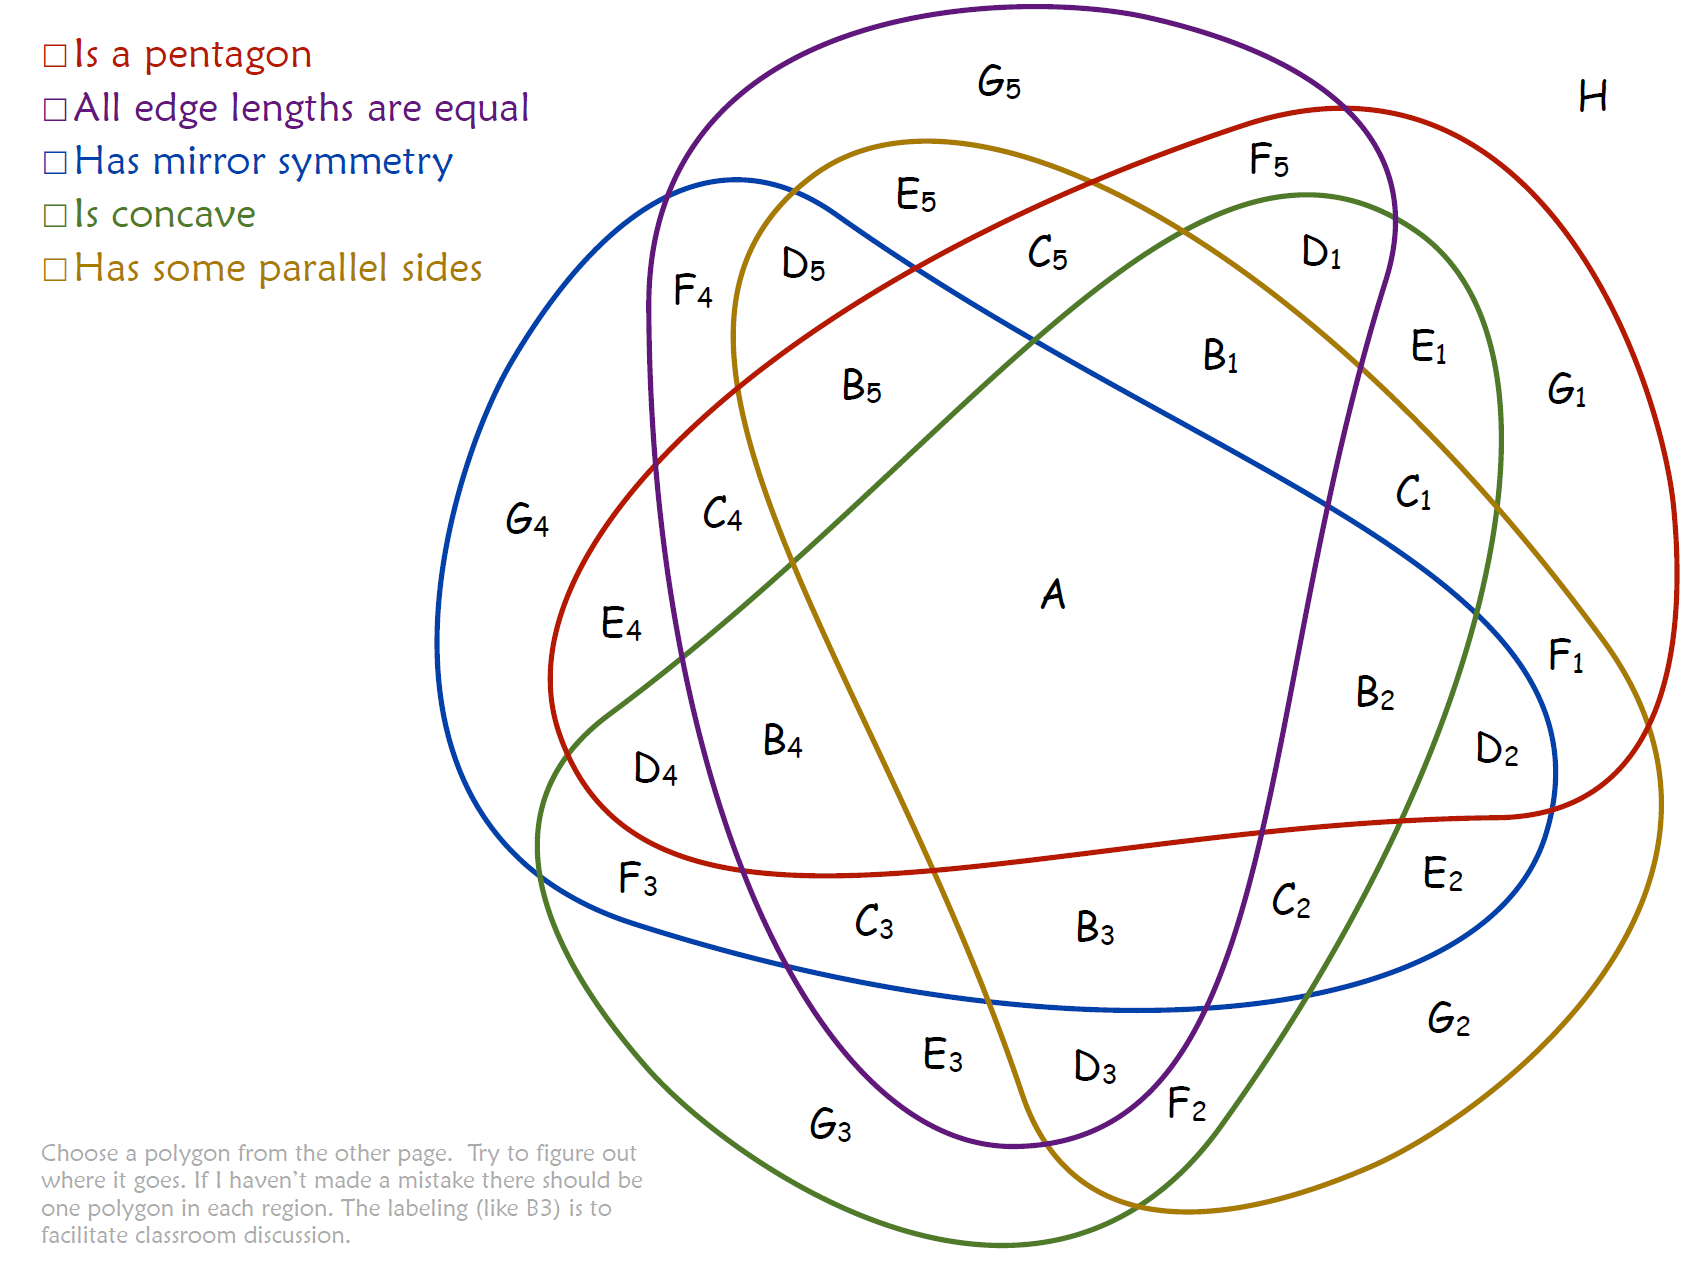 □Is a pentagon
□All edge lengths are equal
□Has mirror symmetry
□Is concave
□Has some parallel sides
G5
H
F5
E5
C5
D1
D5
F4
E1
B1
B5
G1
C1
C4
G4
A
E4
F1
B2
B4
D2
D4
E2
F3
C2
C3
B3
G2
E3
D3
F2
G3
Choose a polygon from the other page.  Try to figure out
where it goes. If I haven't made a mistake there should be
one polygon in each region. The labeling (like B3) is to
facilitate classroom discussion.